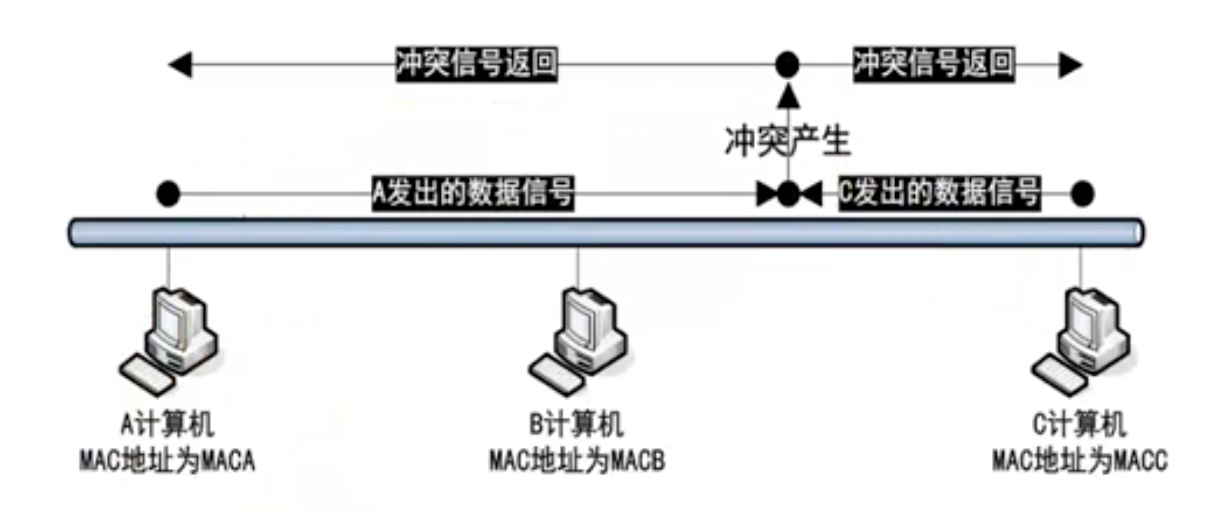 冲突信号返回
冲突信号返回
冲突产生
A发出的数据信号
C发出的数据信号
A计算机
MAC地址为MACA
B计算机
MAC地址为MACB
C计算机
MAC地址为MACC